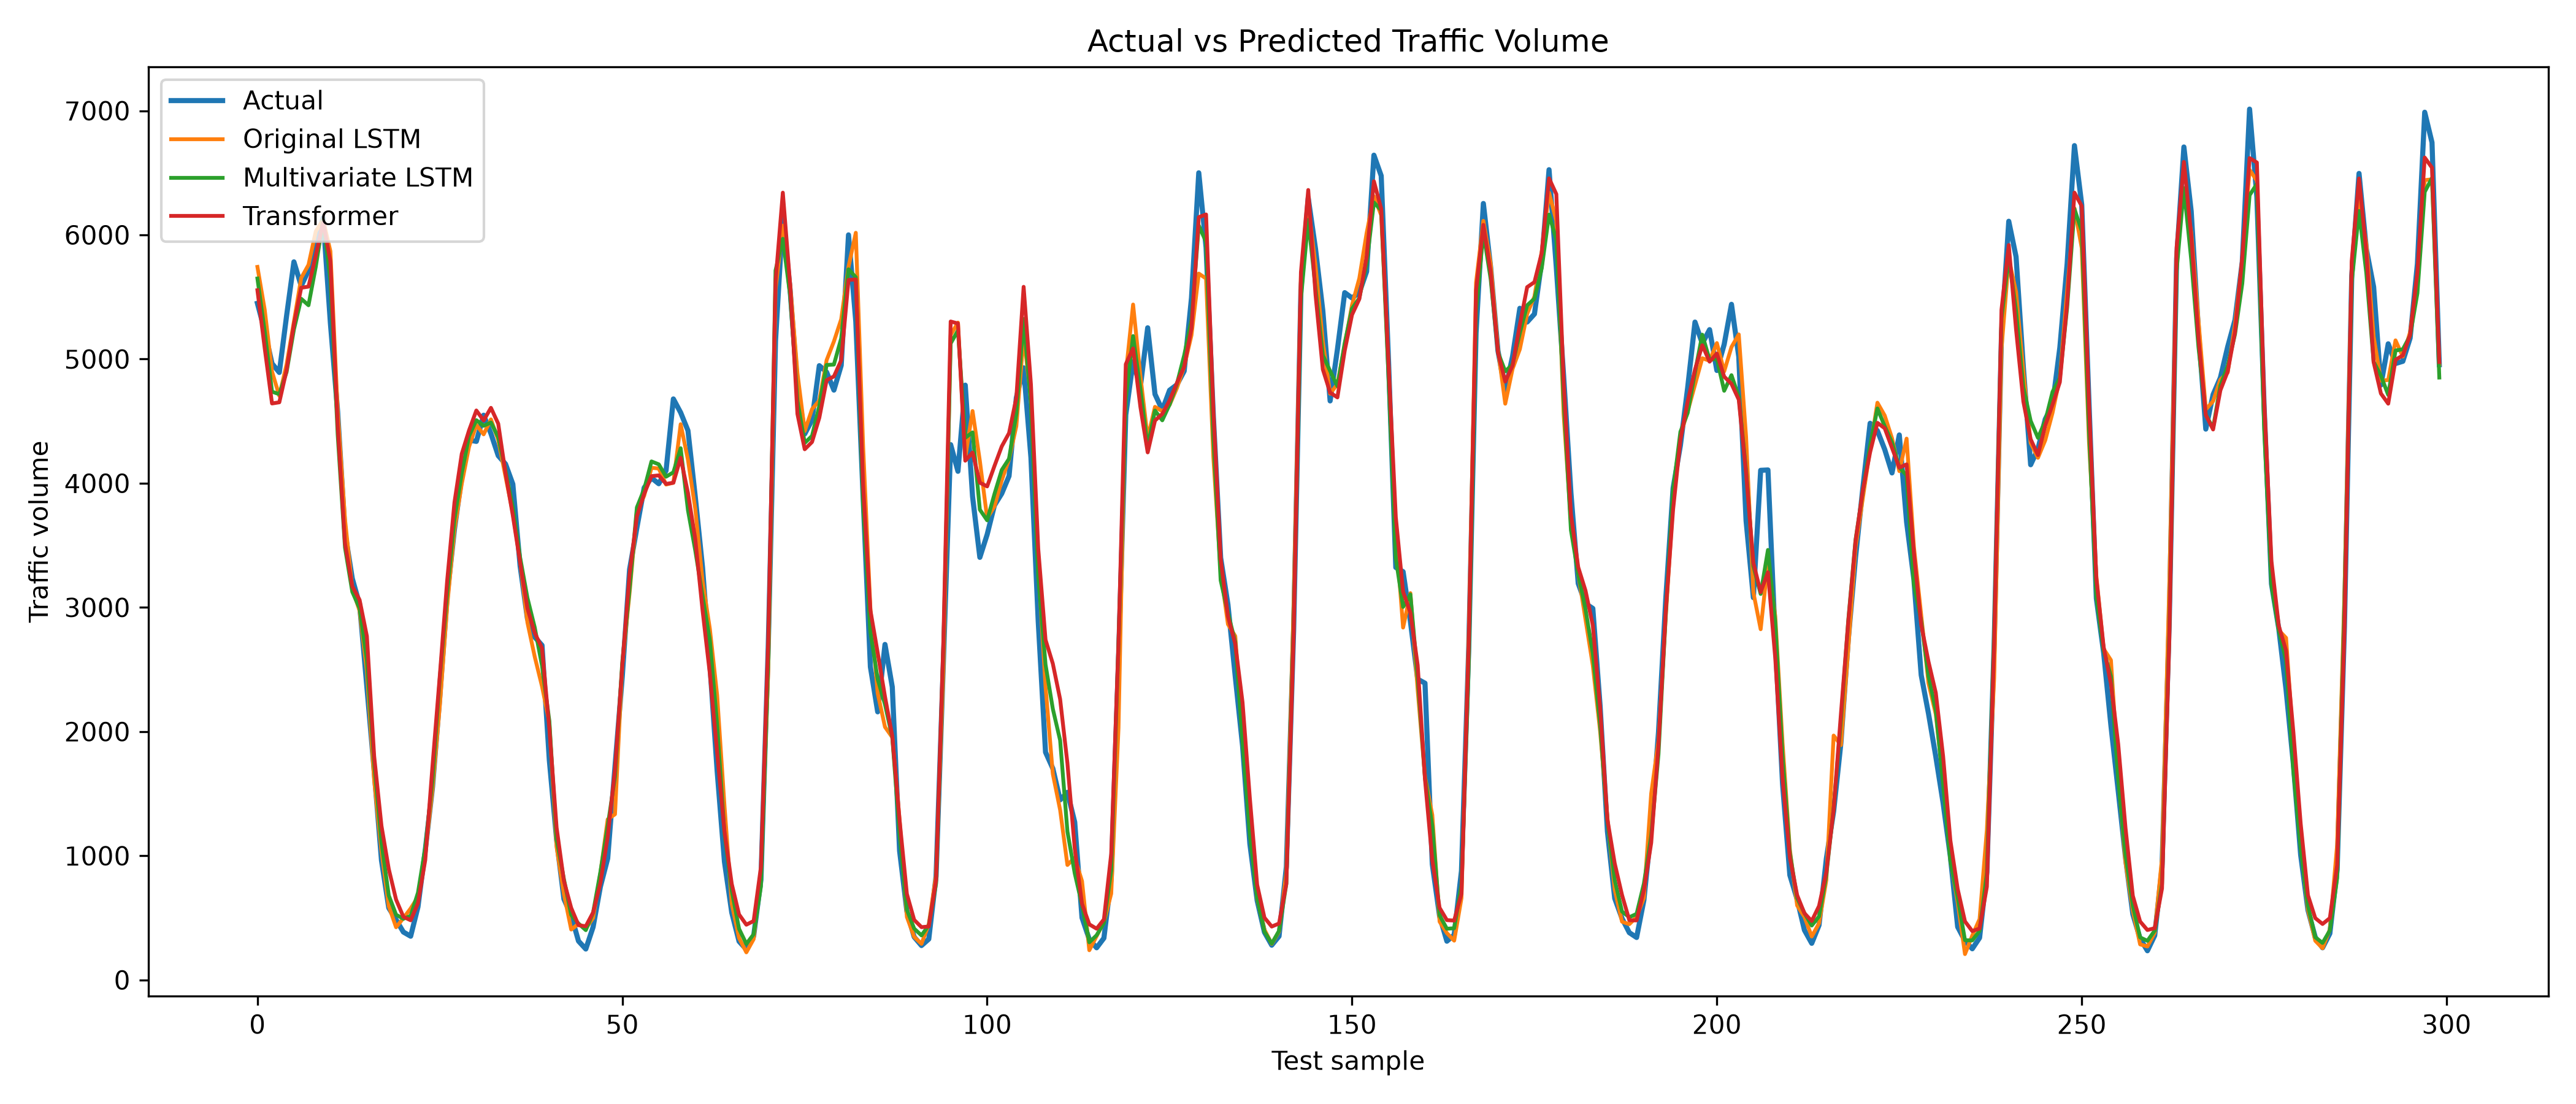 Actual vs Predicted Traffic Volume
Actual
Original LSTM
Multivariate LSTM
Transformer
7000
6000
5000
4000
3000
2000
1000
0
Traffic volume
0 50 100 150 200 250 300
Test sample